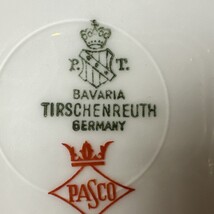 P. T.
BAVARIA
TIRSCHENREUTH
GERMANY
PASCO